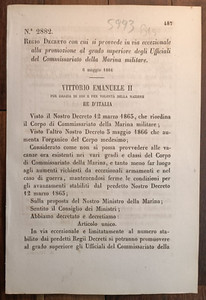 5993
487
N.° 2882.
REGIO DECRETO con cui si provvede in via eccezionale
alla promozione al grado superiore degli Ufficiali
del Commissariato della Marina militare.
6 maggio 1866
VITTORIO EMANUELE II
PER GRAZIA DI DIO E PER VOLONTÀ DELLA NAZIONE
RE D'ITALIA
Visto il Nostro Decreto 12 marzo 1865, che riordina
il Corpo di Commissariato della Marina militare;
Visto l'altro Nostro Decreto 5 maggio 1866 che au-
menta l'organico del Corpo medesimo;
Considerato come non si possa provvedere alle va-
canze ora esistenti nei vari gradi e classi del Corpo
di Commissariato della Marina, e tanto meno far luogo
agli aumenti richiesti dalle circostanze eccezionali e nel
caso di guerra, mantenendosi ferme le condizioni per
gli avanzamenti stabiliti dal predetto Nostro Decreto
12 marzo 1865;
Sulla proposta del Nostro Ministro della Marina;
Sentito il Consiglio dei Ministri;
Abbiamo decretato e decretiamo:
Articolo unico.
In via eccezionale e limitatamente al numero sta-
bilito dai predetti Regii Decreti si potranno promuovere
al grado superiore gli Ufficiali del Commissariato della